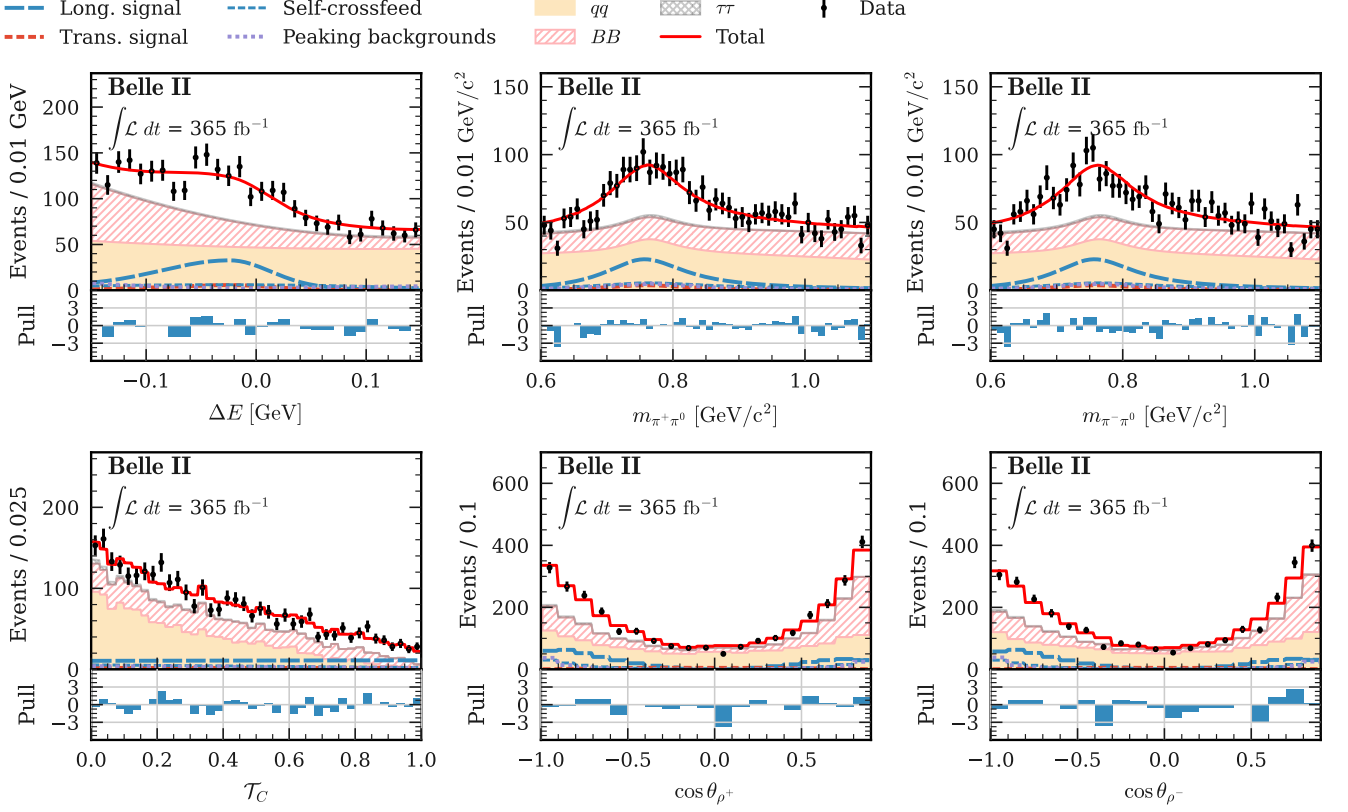 Long. signal Self-crossfeed qq ττ Data
Trans. signal Peaking backgrounds BB Total
Belle II
∫ℒ dt = 365 fb⁻¹
Events / 0.01 GeV
200
150
100
50
0
Pull
3
0
−3
−0.1 0.0 0.1
ΔE [GeV]
Belle II
∫ℒ dt = 365 fb⁻¹
Events / 0.01 GeV/c²
150
100
50
0
Pull
3
0
−3
0.6 0.8 1.0
m_{π⁺π⁰} [GeV/c²]
Belle II
∫ℒ dt = 365 fb⁻¹
Events / 0.01 GeV/c²
150
100
50
0
Pull
3
0
−3
0.6 0.8 1.0
m_{π⁻π⁰} [GeV/c²]
Belle II
∫ℒ dt = 365 fb⁻¹
Events / 0.025
200
100
0
Pull
3
0
−3
0.0 0.2 0.4 0.6 0.8 1.0
𝒯_C
Belle II
∫ℒ dt = 365 fb⁻¹
Events / 0.1
600
400
200
0
Pull
3
0
−3
−1.0 −0.5 0.0 0.5
cos θ_{ρ⁺}
Belle II
∫ℒ dt = 365 fb⁻¹
Events / 0.1
600
400
200
0
Pull
3
0
−3
−1.0 −0.5 0.0 0.5
cos θ_{ρ⁻}